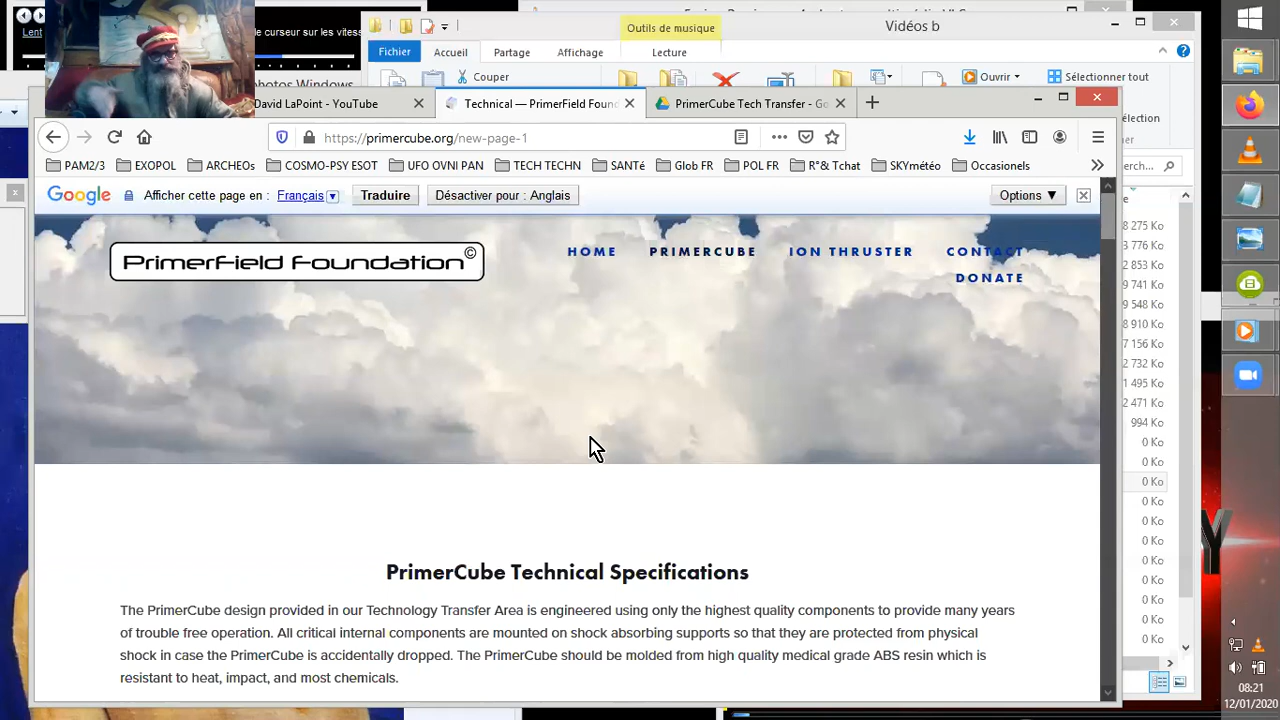 Outils de musique
Vidéos b
Lent
e curseur sur les vitess
Fichier
Accueil
Partage
Affichage
Lecture
hotos Windows
Couper
Ouvrir
Sélectionner tout
David LaPoint - YouTube
Technical — PrimerField Foun
PrimerCube Tech Transfer - Go
élection
https://primercube.org/new-page-1
PAM2/3
EXOPOL
ARCHEOs
COSMO-PSY ESOT
UFO OVNI PAN
TECH TECHN
SANTé
Glob FR
POL FR
R°& Tchat
SKYmétéo
Occasionels
Google
Afficher cette page en :
Français
Traduire
Désactiver pour : Anglais
Options ▼
PrimerField Foundation ©
HOME
PRIMERCUBE
ION THRUSTER
CONTACT
DONATE
8 275 Ko
3 776 Ko
2 853 Ko
9 741 Ko
9 548 Ko
8 910 Ko
7 156 Ko
2 383 Ko
1 495 Ko
2 471 Ko
994 Ko
0 Ko
0 Ko
0 Ko
0 Ko
0 Ko
0 Ko
0 Ko
0 Ko
0 Ko
0 Ko
0 Ko
PrimerCube Technical Specifications
The PrimerCube design provided in our Technology Transfer Area is engineered using only the highest quality components to provide many years
of trouble free operation. All critical internal components are mounted on shock absorbing supports so that they are protected from physical
shock in case the PrimerCube is accidentally dropped. The PrimerCube should be molded from high quality medical grade ABS resin which is
resistant to heat, impact, and most chemicals.
Y
08:21
12/01/2020